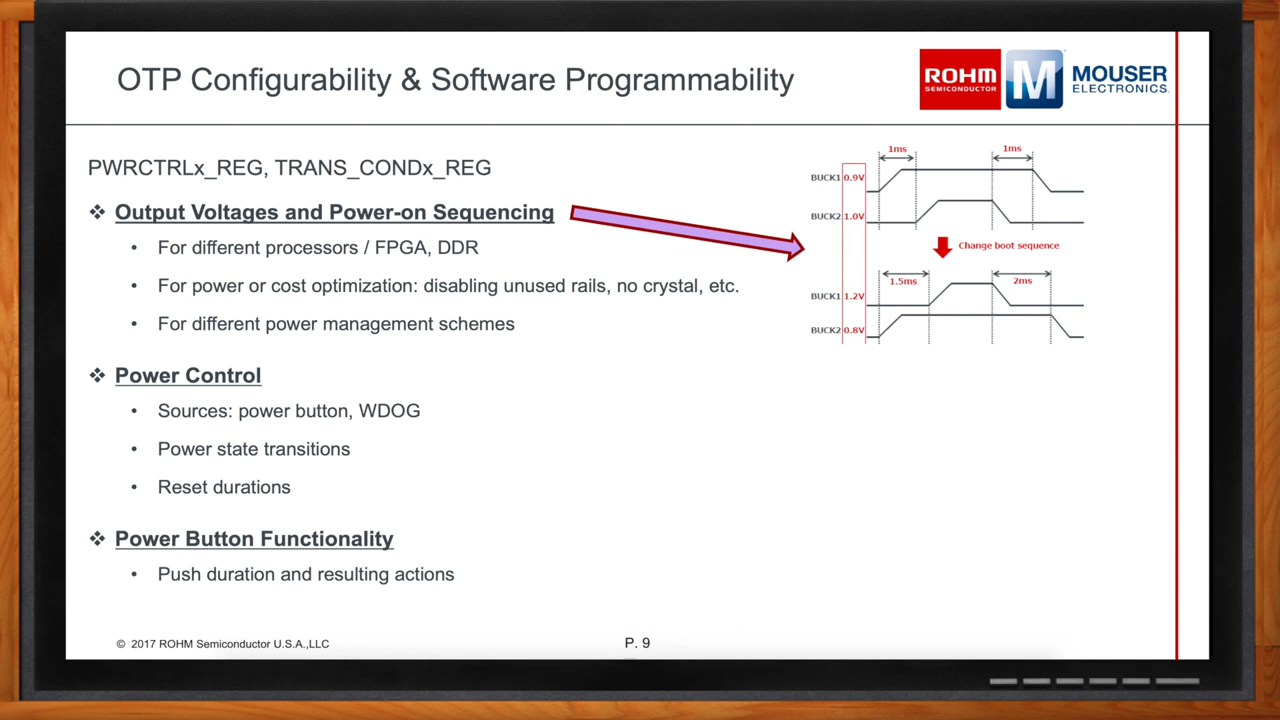 OTP Configurability & Software Programmability
ROHM
SEMICONDUCTOR
M
MOUSER
ELECTRONICS
PWRCTRLx_REG, TRANS_CONDx_REG
❖ Output Voltages and Power-on Sequencing
• For different processors / FPGA, DDR
• For power or cost optimization: disabling unused rails, no crystal, etc.
• For different power management schemes
❖ Power Control
• Sources: power button, WDOG
• Power state transitions
• Reset durations
❖ Power Button Functionality
• Push duration and resulting actions
1ms 1ms
BUCK1 0.9V
BUCK2 1.0V
Change boot sequence
1.5ms 2ms
BUCK1 1.2V
BUCK2 0.8V
© 2017 ROHM Semiconductor U.S.A.,LLC
P. 9